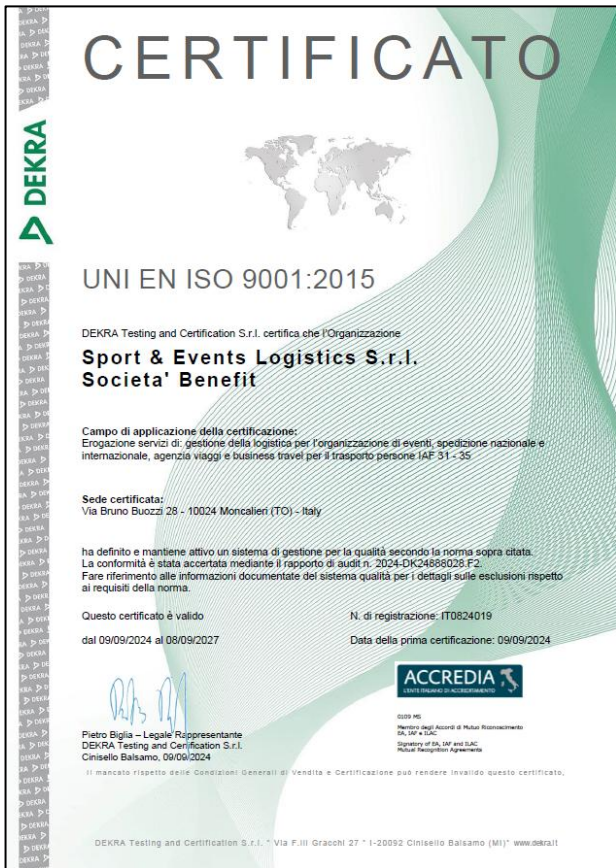 CERTIFICATO
DEKRA
UNI EN ISO 9001:2015
DEKRA Testing and Certification S.r.l. certifica che l'Organizzazione
Sport & Events Logistics S.r.l.
Societa' Benefit
Campo di applicazione della certificazione:
Erogazione servizi di: gestione della logistica per l'organizzazione di eventi, spedizione nazionale e
internazionale, agenzia viaggi e business travel per il trasporto persone IAF 31 - 35
Sede certificata:
Via Bruno Buozzi 28 - 10024 Moncalieri (TO) - Italy
ha definito e mantiene attivo un sistema di gestione per la qualità secondo la norma sopra citata.
La conformità è stata accertata mediante il rapporto di audit n. 2024-DK24888028.F2.
Fare riferimento alle informazioni documentate del sistema qualità per i dettagli sulle esclusioni rispetto
ai requisiti della norma.
Questo certificato è valido
N. di registrazione: IT0824019
dal 09/09/2024 al 08/09/2027
Data della prima certificazione: 09/09/2024
ACCREDIA
L'ENTE ITALIANO DI ACCREDITAMENTO
0109 MS
Membro degli Accordi di Mutuo Riconoscimento
EA, IAF e ILAC
Signatory of EA, IAF and ILAC
Mutual Recognition Agreements
Pietro Biglia – Legale Rappresentante
DEKRA Testing and Certification S.r.l.
Cinisello Balsamo, 09/09/2024
Il mancato rispetto delle Condizioni Generali di Vendita e Certificazione può rendere invalido questo certificato,
DEKRA Testing and Certification S.r.l. * Via F.lli Gracchi 27 * I-20092 Cinisello Balsamo (MI)* www.dekra.it